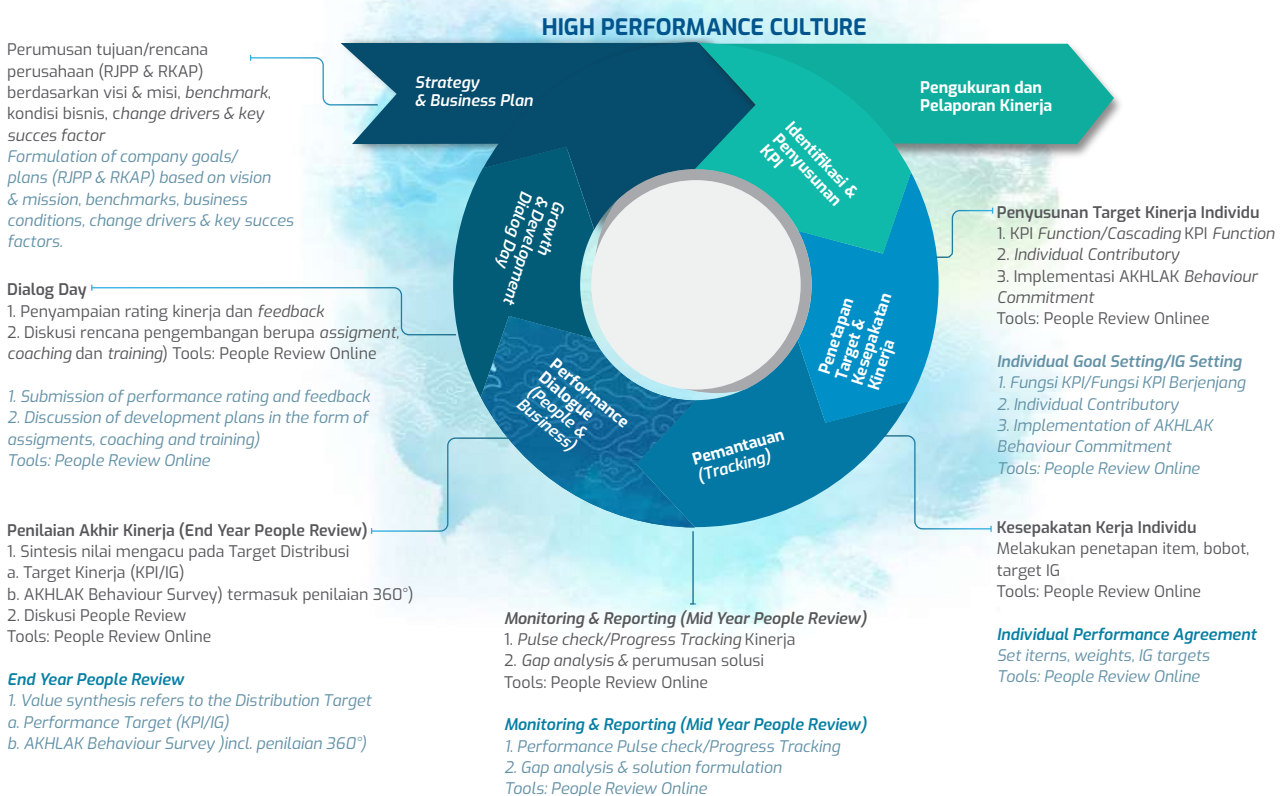 HIGH PERFORMANCE CULTURE
Perumusan tujuan/rencana
perusahaan (RJPP & RKAP)
berdasarkan visi & misi, benchmark,
kondisi bisnis, change drivers & key
succes factor
Formulation of company goals/
plans (RJPP & RKAP) based on vision
& mission, benchmarks, business
conditions, change drivers & key succes
factors.
Strategy
& Business Plan
Pengukuran dan
Pelaporan Kinerja
Identifikasi &
Penyusunan
KPI
Penetapan
Target &
Kesepakatan
Kinerja
Pemantauan
(Tracking)
Performance
Dialogue
(People &
Business)
Growth
& Development
Dialog Day
Penyusunan Target Kinerja Individu
1. KPI Function/Cascading KPI Function
2. Individual Contributory
3. Implementasi AKHLAK Behaviour
Commitment
Tools: People Review Onlinee
Individual Goal Setting/IG Setting
1. Fungsi KPI/Fungsi KPI Berjenjang
2. Individual Contributory
3. Implementation of AKHLAK
Behaviour Commitment
Tools: People Review Online
Kesepakatan Kerja Individu
Melakukan penetapan item, bobot,
target IG
Tools: People Review Online
Individual Performance Agreement
Set iterns, weights, IG targets
Tools: People Review Online
Monitoring & Reporting (Mid Year People Review)
1. Pulse check/Progress Tracking Kinerja
2. Gap analysis & perumusan solusi
Tools: People Review Online
Monitoring & Reporting (Mid Year People Review)
1. Performance Pulse check/Progress Tracking
2. Gap analysis & solution formulation
Tools: People Review Online
Dialog Day
1. Penyampaian rating kinerja dan feedback
2. Diskusi rencana pengembangan berupa assigment,
coaching dan training) Tools: People Review Online
1. Submission of performance rating and feedback
2. Discussion of development plans in the form of
assigments, coaching and training)
Tools: People Review Online
Penilaian Akhir Kinerja (End Year People Review)
1. Sintesis nilai mengacu pada Target Distribusi
a. Target Kinerja (KPI/IG)
b. AKHLAK Behaviour Survey) termasuk penilaian 360°)
2. Diskusi People Review
Tools: People Review Online
End Year People Review
1. Value synthesis refers to the Distribution Target
a. Performance Target (KPI/IG)
b. AKHLAK Behaviour Survey )incl. penilaian 360°)